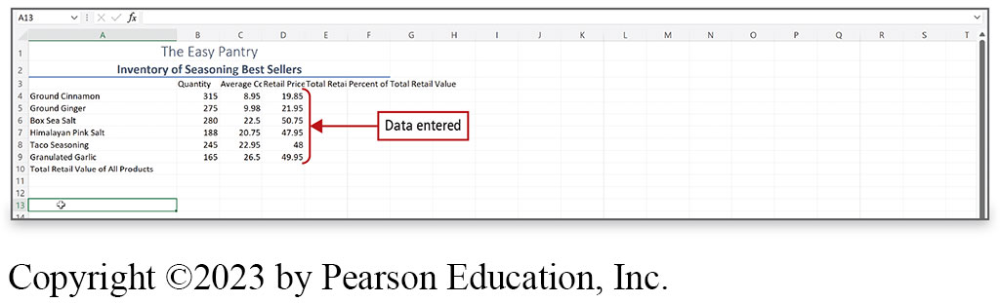 A13 fx
A B C D E F G H I J K L M N O P Q R S T
1 The Easy Pantry
2 Inventory of Seasoning Best Sellers
3 Quantity Average Cc Retail Price Total Retai Percent of Total Retail Value
4 Ground Cinnamon 315 8.95 19.85
5 Ground Ginger 275 9.98 21.95
6 Box Sea Salt 280 22.5 50.75
7 Himalayan Pink Salt 188 20.75 47.95
8 Taco Seasoning 245 22.95 48
9 Granulated Garlic 165 26.5 49.95
Data entered
10 Total Retail Value of All Products
11
12
13
14
Copyright ©2023 by Pearson Education, Inc.